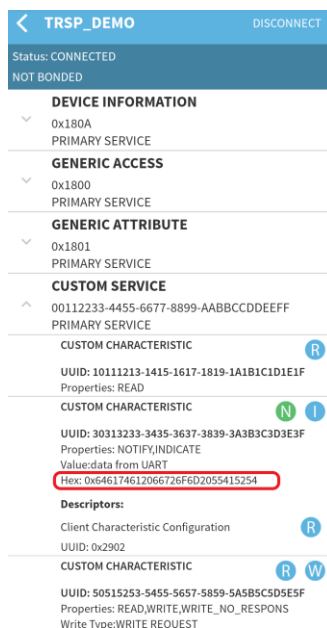 TRSP_DEMO DISCONNECT
Status: CONNECTED
NOT BONDED
DEVICE INFORMATION
0x180A
PRIMARY SERVICE
GENERIC ACCESS
0x1800
PRIMARY SERVICE
GENERIC ATTRIBUTE
0x1801
PRIMARY SERVICE
CUSTOM SERVICE
00112233-4455-6677-8899-AABBCCDDEEFF
PRIMARY SERVICE
CUSTOM CHARACTERISTIC R
UUID: 10111213-1415-1617-1819-1A1B1C1D1E1F
Properties: READ
CUSTOM CHARACTERISTIC N I
UUID: 30313233-3435-3637-3839-3A3B3C3D3E3F
Properties: NOTIFY,INDICATE
Value:data from UART
Hex: 0x646174612066726F6D2055415254
Descriptors:
Client Characteristic Configuration R
UUID: 0x2902
CUSTOM CHARACTERISTIC R W
UUID: 50515253-5455-5657-5859-5A5B5C5D5E5F
Properties: READ,WRITE,WRITE_NO_RESPONS
Write Type:WRITE REQUEST